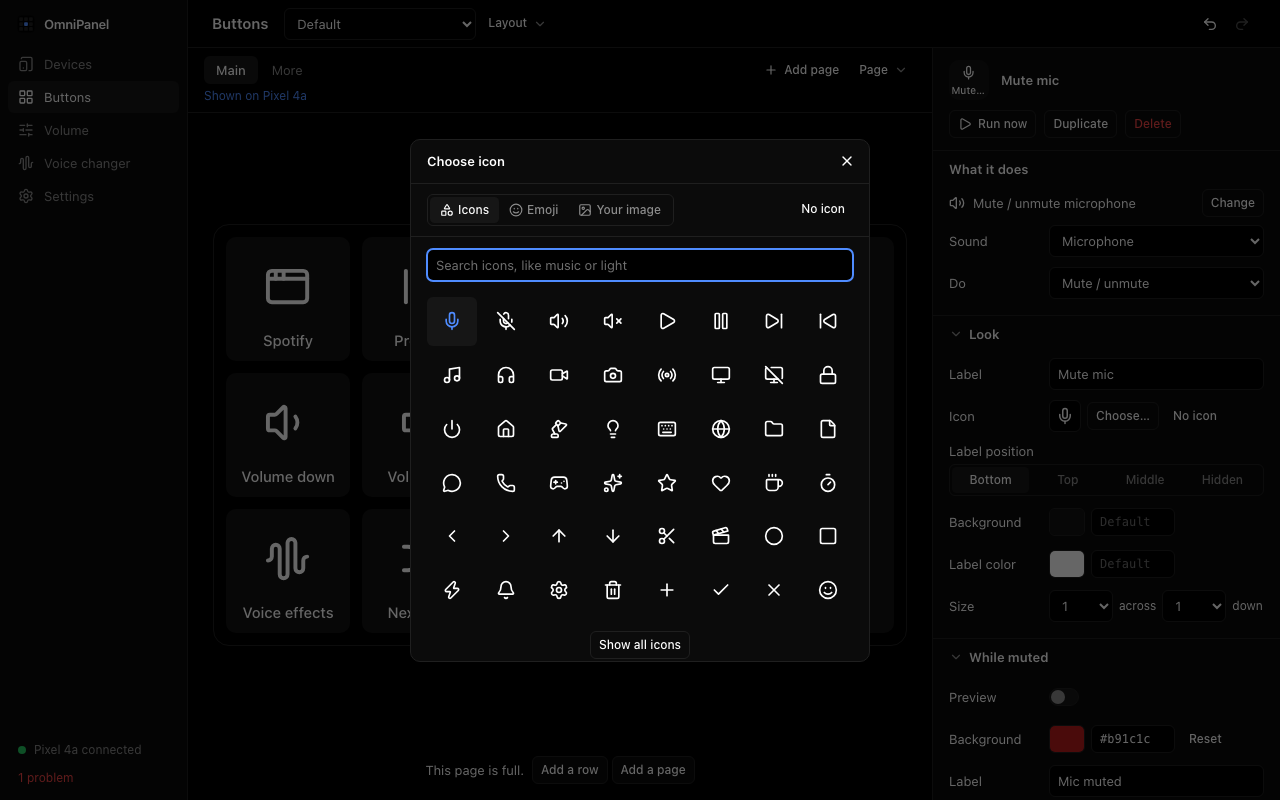 OmniPanel
Devices
Buttons
Volume
Voice changer
Settings
Pixel 4a connected
1 problem
Buttons
Default
Layout
Main
More
Add page
Page
Shown on Pixel 4a
Spotify
Volume down
Voice effects
This page is full.
Add a row
Add a page
Choose icon
Icons
Emoji
Your image
No icon
Search icons, like music or light
Show all icons
Mute...
Mute mic
Run now
Duplicate
Delete
What it does
Mute / unmute microphone
Change
Sound
Microphone
Do
Mute / unmute
Look
Label
Mute mic
Icon
Choose...
No icon
Label position
Bottom
Top
Middle
Hidden
Background
Default
Label color
Default
Size
1
across
1
down
While muted
Preview
Background
#b91c1c
Reset
Label
Mic muted